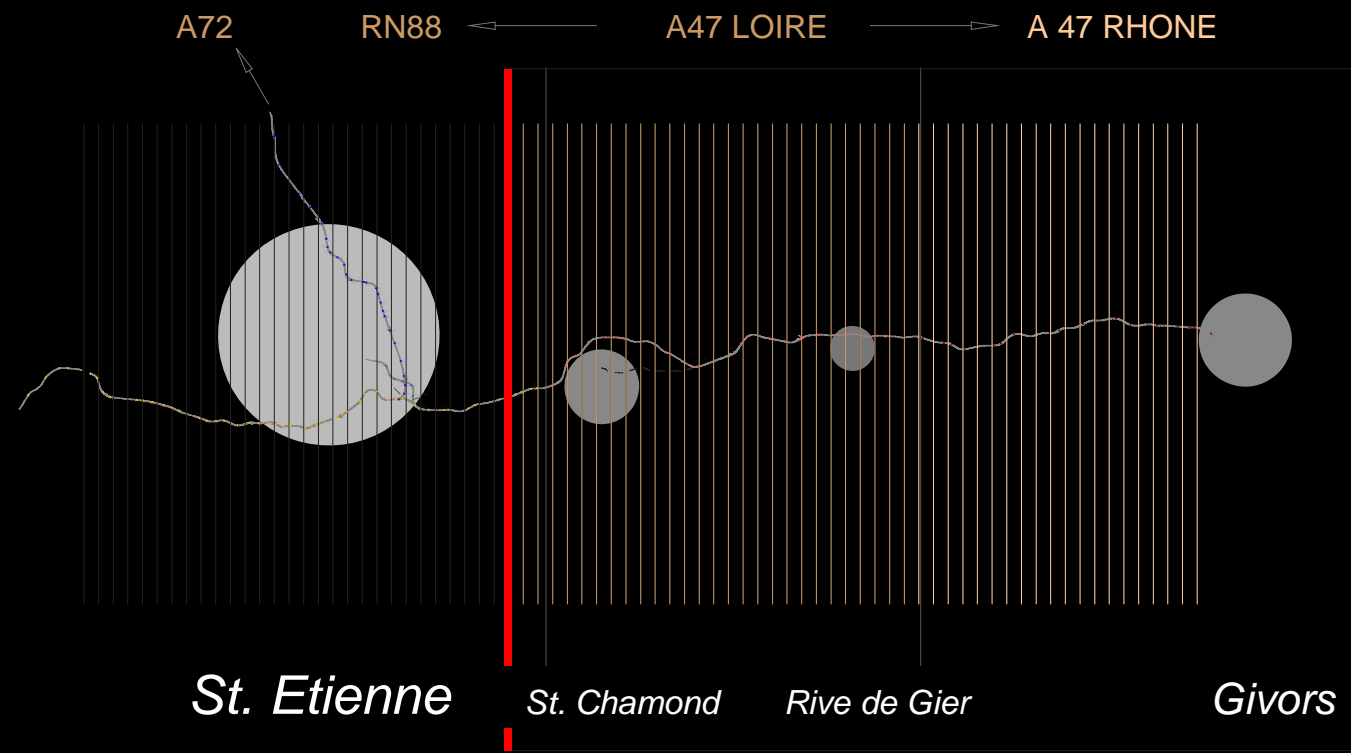 A72 RN88 A47 LOIRE A 47 RHONE
St. Etienne St. Chamond Rive de Gier Givors